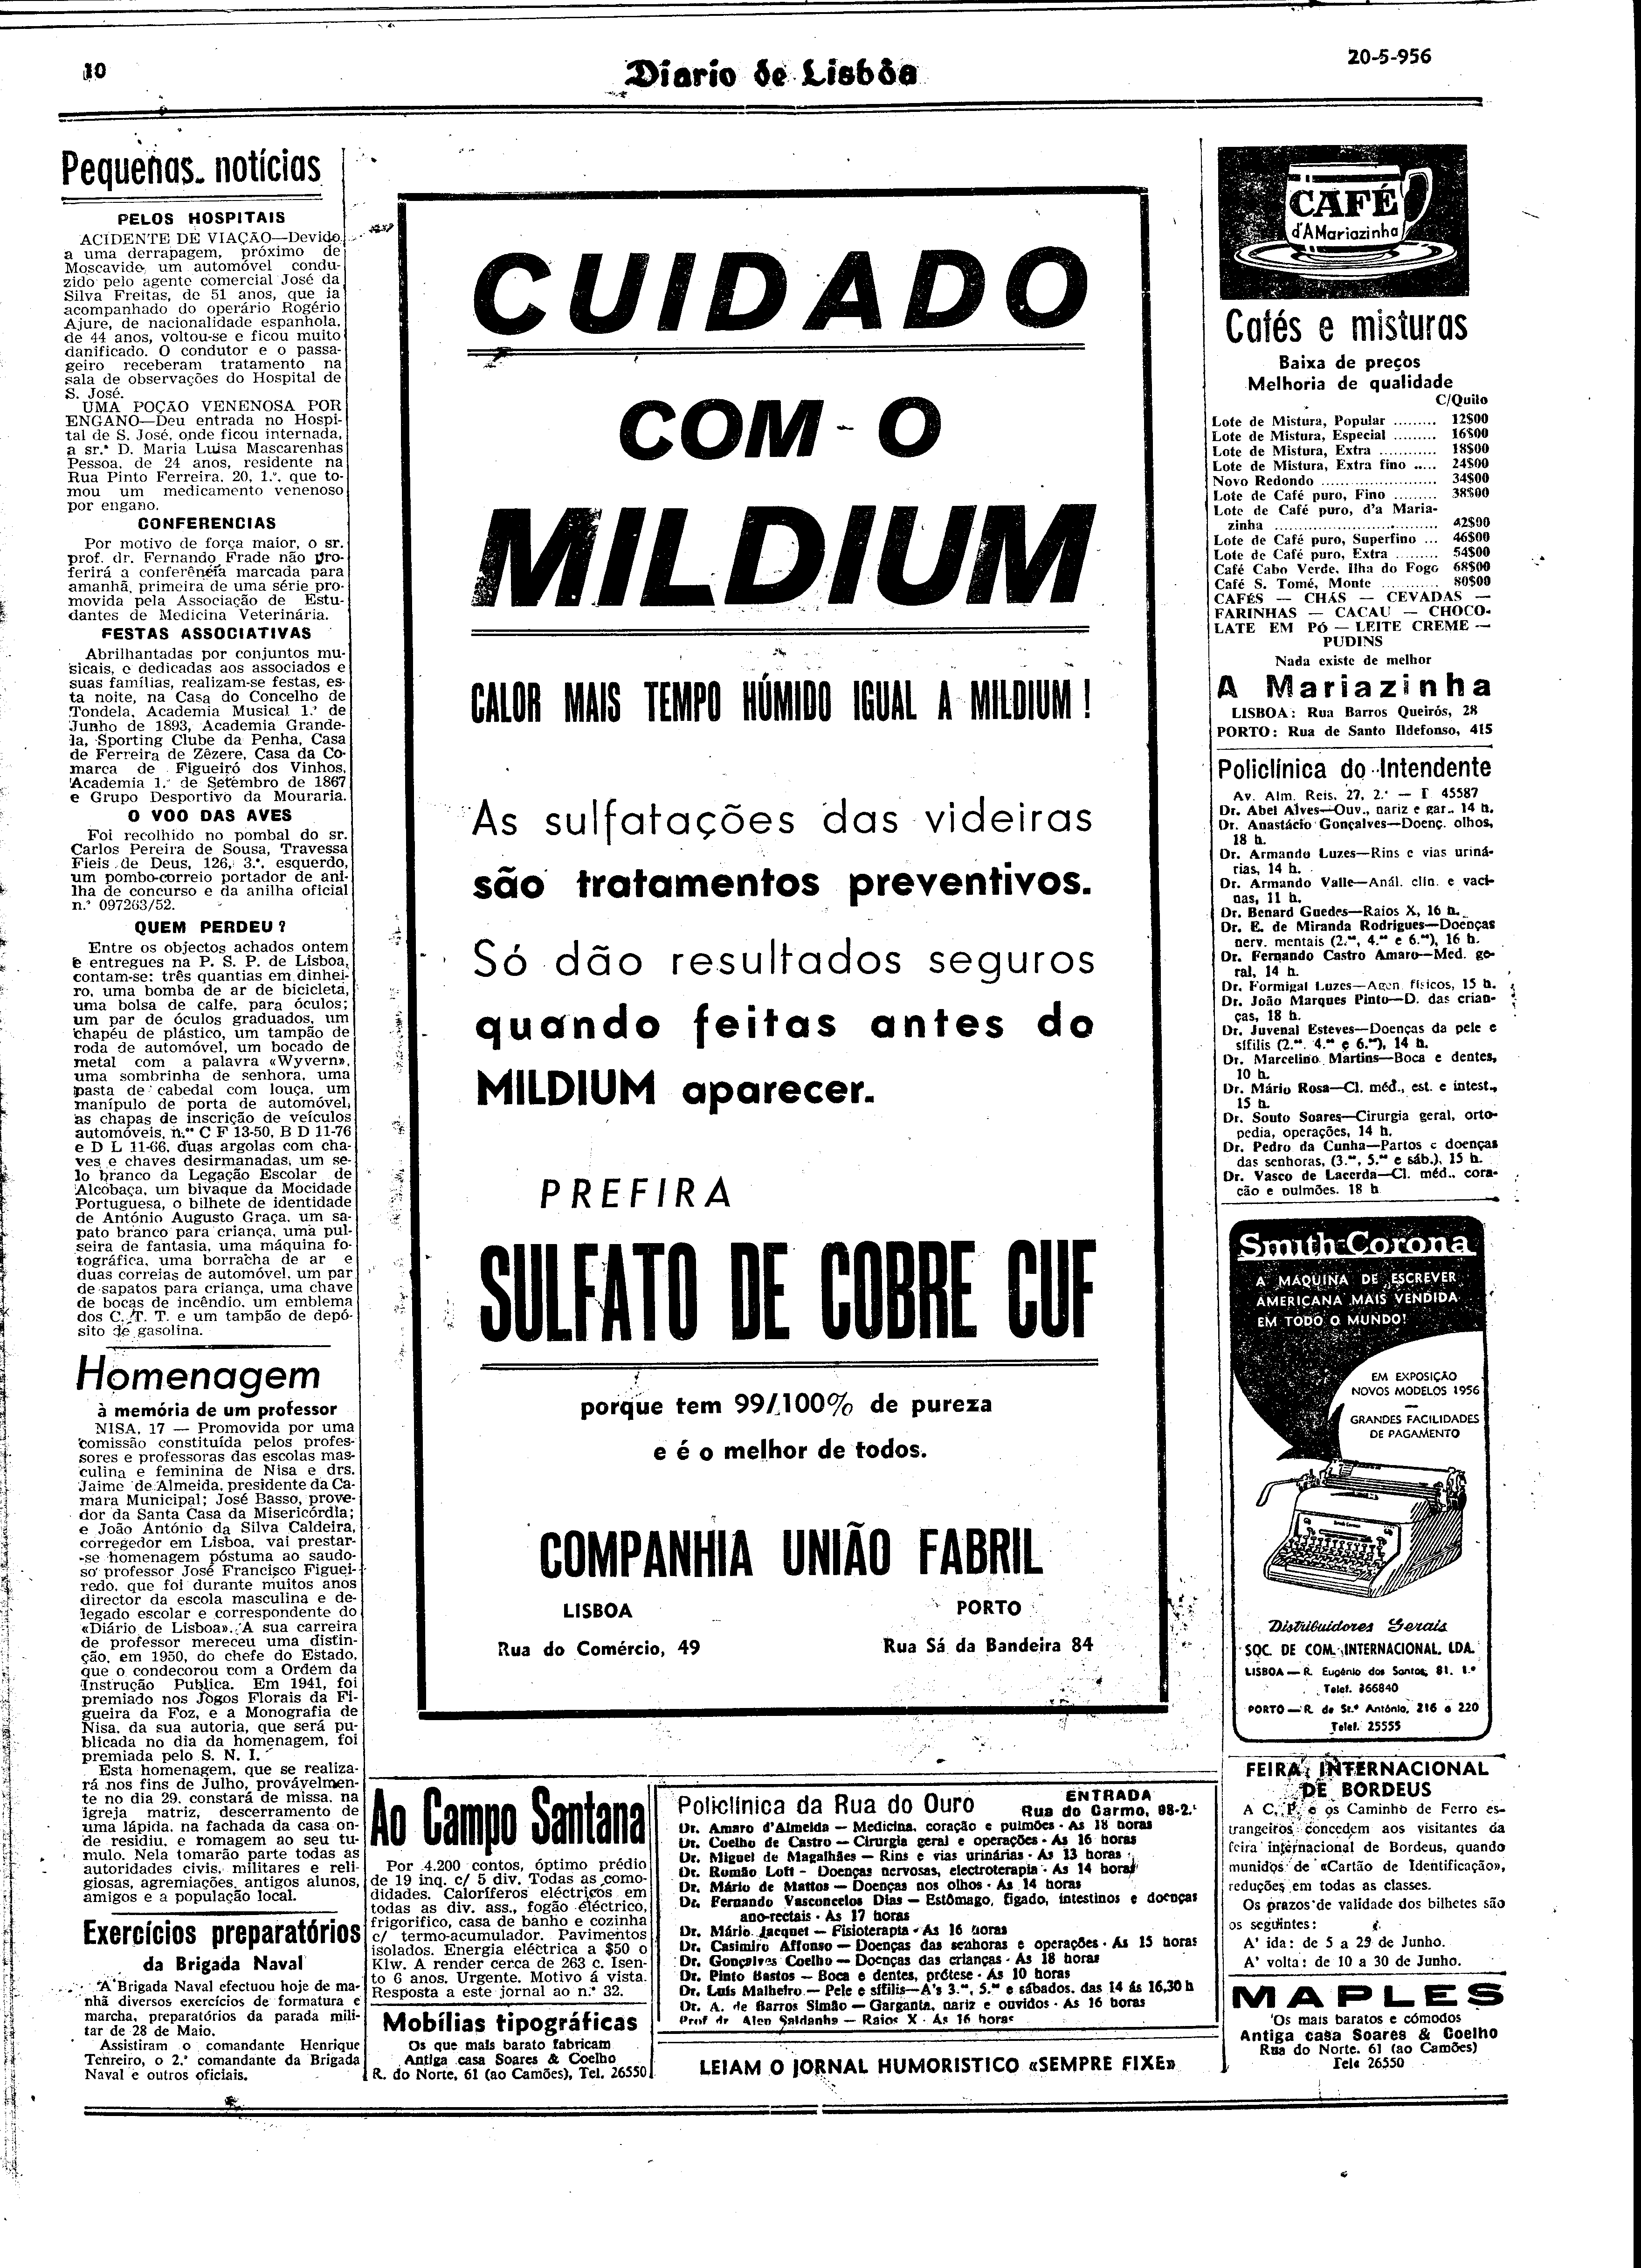 10
Diario de Lisbôa
20-5-956
Pequenas notícias
PELOS HOSPITAIS
ACIDENTE DE VIAÇÃO—Devido
a uma derrapagem, próximo de
Moscavide, um automóvel condu-
zido pelo agente comercial José da
Silva Freitas, de 51 anos, que ia
acompanhado do operário Rogério
Ajure, de nacionalidade espanhola,
de 44 anos, voltou-se e ficou muito
danificado. O condutor e o passa-
geiro receberam tratamento na
sala de observações do Hospital de
S. José.
UMA POÇÃO VENENOSA POR
ENGANO—Deu entrada no Hospi-
tal de S. José, onde ficou internada,
a sr.ª D. Maria Luísa Mascarenhas
Pessoa, de 24 anos, residente na
Rua Pinto Ferreira, 20, 1.º, que to-
mou um medicamento venenoso
por engano.
CONFERENCIAS
Por motivo de força maior, o sr.
prof. dr. Fernando Frade não pro-
ferirá a conferência marcada para
amanhã, primeira de uma série pro-
movida pela Associação de Estu-
dantes de Medicina Veterinária.
FESTAS ASSOCIATIVAS
Abrilhantadas por conjuntos mu-
sicais, e dedicadas aos associados e
suas famílias, realizam-se festas, es-
ta noite, na Casa do Concelho de
Tondela, Academia Musical 1.º de
Junho de 1893, Academia Grande-
la, Sporting Clube da Penha, Casa
de Ferreira de Zêzere, Casa da Co-
marca de Figueiró dos Vinhos,
Academia 1.º de Setembro de 1867
e Grupo Desportivo da Mouraria.
O VOO DAS AVES
Foi recolhido no pombal do sr.
Carlos Pereira de Sousa, Travessa
Fieis de Deus, 126, 3.º, esquerdo,
um pombo-correio portador de ani-
lha de concurso e da anilha oficial
n.º 097263/52.
QUEM PERDEU?
Entre os objectos achados ontem
e entregues na P. S. P. de Lisboa,
contam-se: três quantias em dinhei-
ro, uma bomba de ar de bicicleta,
uma bolsa de calfe, para óculos;
um par de óculos graduados, um
chapéu de plástico, um tampão de
roda de automóvel, um bocado de
metal com a palavra «Wyvern»,
uma sombrinha de senhora, uma
pasta de cabedal com louça, um
manípulo de porta de automóvel,
as chapas de inscrição de veículos
automóveis, n.ºs C F 13-50, B D 11-76
e D L 11-66, duas argolas com cha-
ves e chaves desirmanadas, um se-
lo branco da Legação Escolar de
Alcobaça, um bivaque da Mocidade
Portuguesa, o bilhete de identidade
de António Augusto Graça, um sa-
pato branco para criança, uma pul-
seira de fantasia, uma máquina fo-
tográfica, uma borracha de ar e
duas correias de automóvel, um par
de sapatos para criança, uma chave
de bocas de incêndio, um emblema
dos C. T. T. e um tampão de depó-
sito de gasolina.
Homenagem
à memória de um professor
NISA, 17 — Promovida por uma
comissão constituída pelos profes-
sores e professoras das escolas mas-
culina e feminina de Nisa e drs.
Jaime de Almeida, presidente da Ca-
mara Municipal; José Basso, prove-
dor da Santa Casa da Misericórdia;
e João António da Silva Caldeira,
corregedor em Lisboa, vai prestar-
-se homenagem póstuma ao saudo-
so professor José Francisco Figuei-
redo, que foi durante muitos anos
director da escola masculina e de-
legado escolar e correspondente do
«Diário de Lisboa». A sua carreira
de professor mereceu uma distin-
ção, em 1950, do chefe do Estado,
que o condecorou com a Ordem da
Instrução Publica. Em 1941, foi
premiado nos Jogos Florais da Fi-
gueira da Foz, e a Monografia de
Nisa, da sua autoria, que será pu-
blicada no dia da homenagem, foi
premiada pelo S. N. I.
Esta homenagem, que se realiza-
rá nos fins de Julho, provávelmen-
te no dia 29, constará de missa, na
igreja matriz, descerramento de
uma lápida, na fachada da casa on-
de residiu, e romagem ao seu tu-
mulo. Nela tomarão parte todas as
autoridades civis, militares e reli-
giosas, agremiações, antigos alunos,
amigos e a população local.
Exercícios preparatórios
da Brigada Naval
A Brigada Naval efectuou hoje de ma-
nhã diversos exercícios de formatura e
marcha, preparatórios da parada mili-
tar de 28 de Maio.
Assistiram o comandante Henrique
Tenreiro, o 2.º comandante da Brigada
Naval e outros oficiais.
CUIDADO
COM O
MILDIUM
CALOR MAIS TEMPO HÚMIDO IGUAL A MILDIUM!
As sulfatações das videiras
são tratamentos preventivos.
Só dão resultados seguros
quando feitas antes do
MILDIUM aparecer.
PREFIRA
SULFATO DE COBRE CUF
porque tem 99/100% de pureza
e é o melhor de todos.
COMPANHIA UNIÃO FABRIL
LISBOA
Rua do Comércio, 49
PORTO
Rua Sá da Bandeira 84
Ao Campo Santana
Por 4.200 contos, óptimo prédio
de 19 inq. c/ 5 div. Todas as como-
didades. Caloríferos eléctricos em
todas as div. ass., fogão eléctrico,
frigorifico, casa de banho e cozinha
c/ termo-acumulador. Pavimentos
isolados. Energia eléctrica a $50 o
Klw. A render cerca de 263 c. Isen-
to 6 anos. Urgente. Motivo á vista.
Resposta a este jornal ao n.º 32.
Mobílias tipográficas
Os que mais barato fabricam
Antiga casa Soares & Coelho
R. do Norte, 61 (ao Camões), Tel. 26550
Policlínica da Rua do Ouro
ENTRADA
Rua do Carmo, 98-2.º
Dr. Amaro d'Almeida — Medicina, coração e pulmões - As 18 horas
Dr. Coelho de Castro — Cirurgia geral e operações - As 16 horas
Dr. Miguel de Magalhães — Rins e vias urinárias - As 13 horas
Dr. Romão Loff - Doenças nervosas, electroterapia - As 14 horas
Dr. Mário de Mattos — Doenças nos olhos - As 14 horas
Dr. Fernando Vasconcelos Dias — Estômago, figado, intestinos e doenças
ano-rectais - As 17 horas
Dr. Mário Jacquet — Fisioterapia - As 16 horas
Dr. Casimiro Affonso — Doenças das senhoras e operações - As 15 horas
Dr. Gonçalves Coelho — Doenças das crianças - As 18 horas
Dr. Pinto Bastos — Boca e dentes, prótese - As 10 horas
Dr. Luís Malheiro — Pele e sífilis—A's 3.ªs, 5.ªs e sábados, das 14 ás 16,30 h
Dr. A. de Barros Simão — Garganta, nariz e ouvidos - As 16 horas
Prof dr Alen Saldanha — Raios X - As 16 horas
LEIAM O JORNAL HUMORISTICO «SEMPRE FIXE»
CAFÉ
d'AMariazinha
Cafés e misturas
Baixa de preços
Melhoria de qualidade
C/Quilo
Lote de Mistura, Popular ......... 12$00
Lote de Mistura, Especial ......... 16$00
Lote de Mistura, Extra ............ 18$00
Lote de Mistura, Extra fino ..... 24$00
Novo Redondo ........................ 34$00
Lote de Café puro, Fino ......... 38$00
Lote de Café puro, d'a Maria-
zinha .................................. 42$00
Lote de Café puro, Superfino ... 46$00
Lote de Café puro, Extra ......... 54$00
Café Cabo Verde, Ilha do Fogo 68$00
Café S. Tomé, Monte ............ 80$00
CAFÉS — CHÁS — CEVADAS —
FARINHAS — CACAU — CHOCO-
LATE EM PÓ — LEITE CREME —
PUDINS
Nada existe de melhor
A Mariazinha
LISBOA: Rua Barros Queirós, 28
PORTO: Rua de Santo Ildefonso, 415
Policlínica do Intendente
Av. Alm. Reis, 27, 2.º — T 45587
Dr. Abel Alves—Ouv., nariz e gar.. 14 h.
Dr. Anastácio Gonçalves—Doenç. olhos,
18 h.
Dr. Armando Luzes—Rins e vias uriná-
rias, 14 h.
Dr. Armando Valle—Anál. clin. e vaci-
nas, 11 h.
Dr. Benard Guedes—Raios X, 16 h.
Dr. E. de Miranda Rodrigues—Doenças
nerv. mentais (2.ªs, 4.ªs e 6.ªs), 16 h.
Dr. Fernando Castro Amaro—Med. ge-
ral, 14 h.
Dr. Formigal Luzes—Agen. físicos, 15 h.
Dr. João Marques Pinto—D. das crian-
ças, 18 h.
Dr. Juvenal Esteves—Doenças da pele e
sífilis (2.ªs, 4.ªs e 6.ªs), 14 h.
Dr. Marcelino Martins—Boca e dentes,
10 h.
Dr. Mário Rosa—Cl. méd., est. e intest.,
15 h.
Dr. Souto Soares—Cirurgia geral, orto-
pedia, operações, 14 h.
Dr. Pedro da Cunha—Partos e doenças
das senhoras, (3.ªs, 5.ªs e sáb.), 15 h.
Dr. Vasco de Lacerda—Cl. méd., cora-
ção e pulmões. 18 h
Smith-Corona
A MÁQUINA DE ESCREVER
AMERICANA MAIS VENDIDA
EM TODO O MUNDO!
EM EXPOSIÇÃO
NOVOS MODELOS 1956
—
GRANDES FACILIDADES
DE PAGAMENTO
Distribuidores Gerais
SOC. DE COM. INTERNACIONAL. LDA.
LISBOA — R. Eugénio dos Santos, 81. 1.º
Telef. 366840
PORTO — R. de St.º António, 216 a 220
Telef. 25555
FEIRA INTERNACIONAL
DE BORDEUS
A C. P. e os Caminho de Ferro es-
trangeiros concedem aos visitantes da
feira internacional de Bordeus, quando
munidos de «Cartão de Identificação»,
reduções em todas as classes.
Os prazos de validade dos bilhetes são
os seguintes:
A' ida: de 5 a 29 de Junho.
A' volta: de 10 a 30 de Junho.
MAPLES
Os mais baratos e cómodos
Antiga casa Soares & Coelho
Rua do Norte, 61 (ao Camões)
Tele 26550